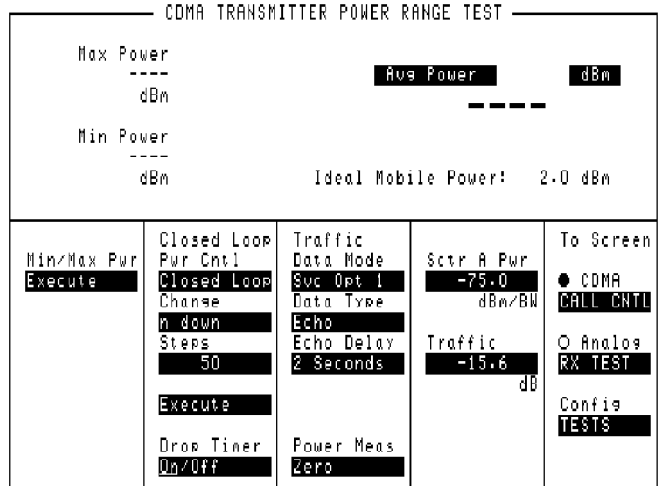 CDMA TRANSMITTER POWER RANGE TEST
Max Power
----
dBm
Avg Power dBm
----
Min Power
----
dBm
Ideal Mobile Power: 2.0 dBm
Min/Max Pwr
Execute
Closed Loop
Pwr Cntl
Closed Loop
Change
n down
Steps
50
Execute
Drop Timer
On/Off
Traffic
Data Mode
Svc Opt 1
Data Type
Echo
Echo Delay
2 Seconds
Power Meas
Zero
Sctr A Pwr
-75.0
dBm/BW
Traffic
-15.6
dB
To Screen
● CDMA
CALL CNTL
○ Analog
RX TEST
Config
TESTS